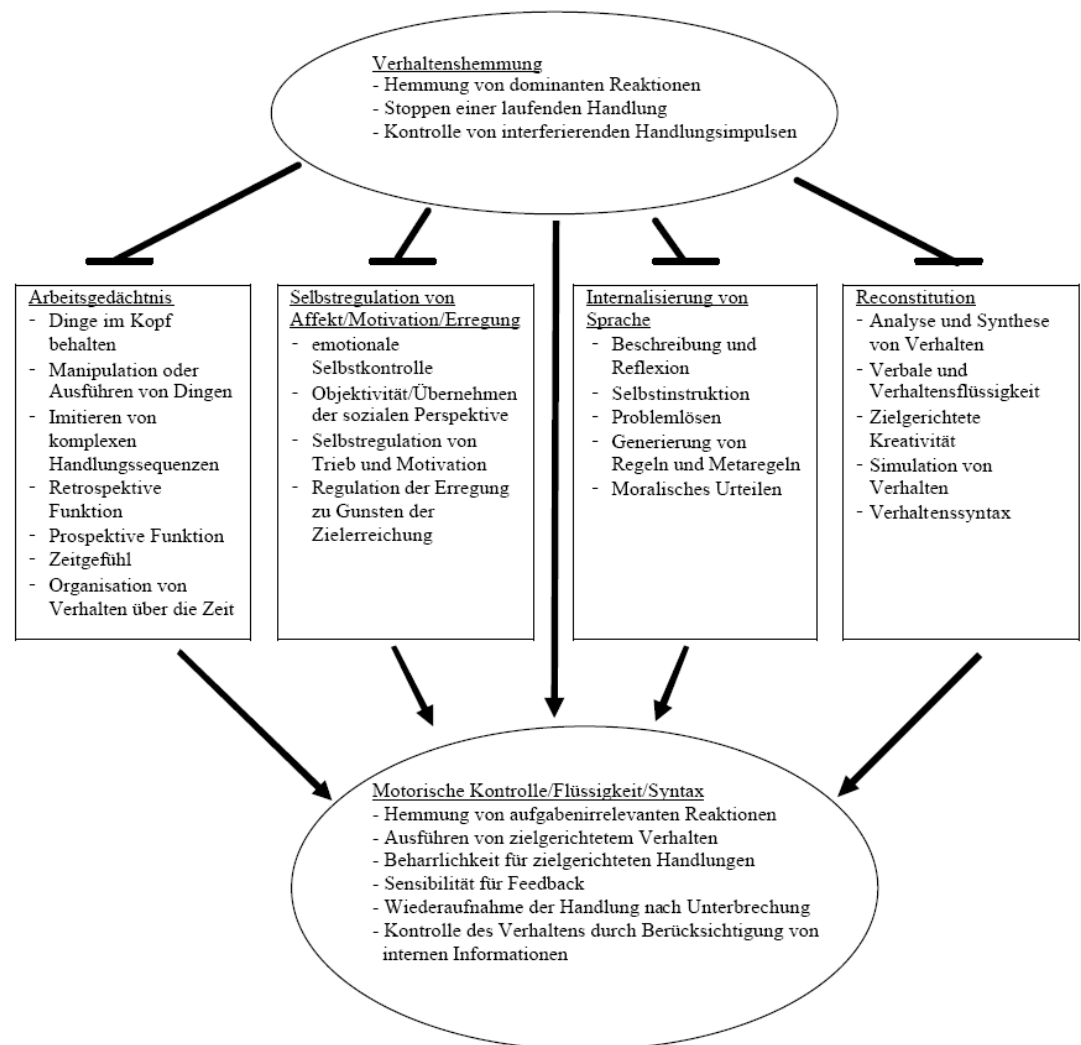 Verhaltenshemmung
- Hemmung von dominanten Reaktionen
- Stoppen einer laufenden Handlung
- Kontrolle von interferierenden Handlungsimpulsen
Arbeitsgedächtnis
- Dinge im Kopf
behalten
- Manipulation oder
Ausführen von Dingen
- Imitieren von
komplexen
Handlungssequenzen
- Retrospektive
Funktion
- Prospektive Funktion
- Zeitgefühl
- Organisation von
Verhalten über die Zeit
Selbstregulation von
Affekt/Motivation/Erregung
- emotionale
Selbstkontrolle
- Objektivität/Übernehmen
der sozialen Perspektive
- Selbstregulation von
Trieb und Motivation
- Regulation der Erregung
zu Gunsten der
Zielerreichung
Internalisierung von
Sprache
- Beschreibung und
Reflexion
- Selbstinstruktion
- Problemlösen
- Generierung von
Regeln und Metaregeln
- Moralisches Urteilen
Reconstitution
- Analyse und Synthese
von Verhalten
- Verbale und
Verhaltensflüssigkeit
- Zielgerichtete
Kreativität
- Simulation von
Verhalten
- Verhaltenssyntax
Motorische Kontrolle/Flüssigkeit/Syntax
- Hemmung von aufgabenirrelevanten Reaktionen
- Ausführen von zielgerichtetem Verhalten
- Beharrlichkeit für zielgerichteten Handlungen
- Sensibilität für Feedback
- Wiederaufnahme der Handlung nach Unterbrechung
- Kontrolle des Verhaltens durch Berücksichtigung von
internen Informationen